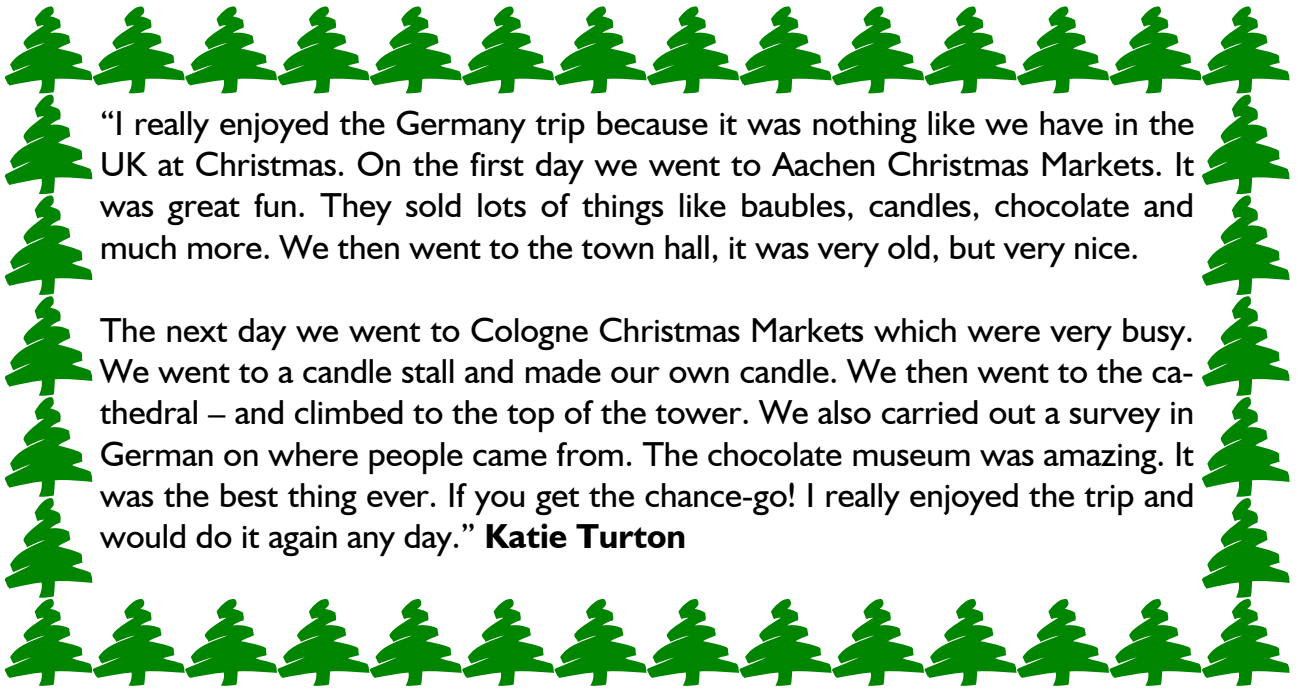 “I really enjoyed the Germany trip because it was nothing like we have in the
UK at Christmas. On the first day we went to Aachen Christmas Markets. It
was great fun. They sold lots of things like baubles, candles, chocolate and
much more. We then went to the town hall, it was very old, but very nice.
The next day we went to Cologne Christmas Markets which were very busy.
We went to a candle stall and made our own candle. We then went to the ca-
thedral – and climbed to the top of the tower. We also carried out a survey in
German on where people came from. The chocolate museum was amazing. It
was the best thing ever. If you get the chance-go! I really enjoyed the trip and
would do it again any day.” Katie Turton